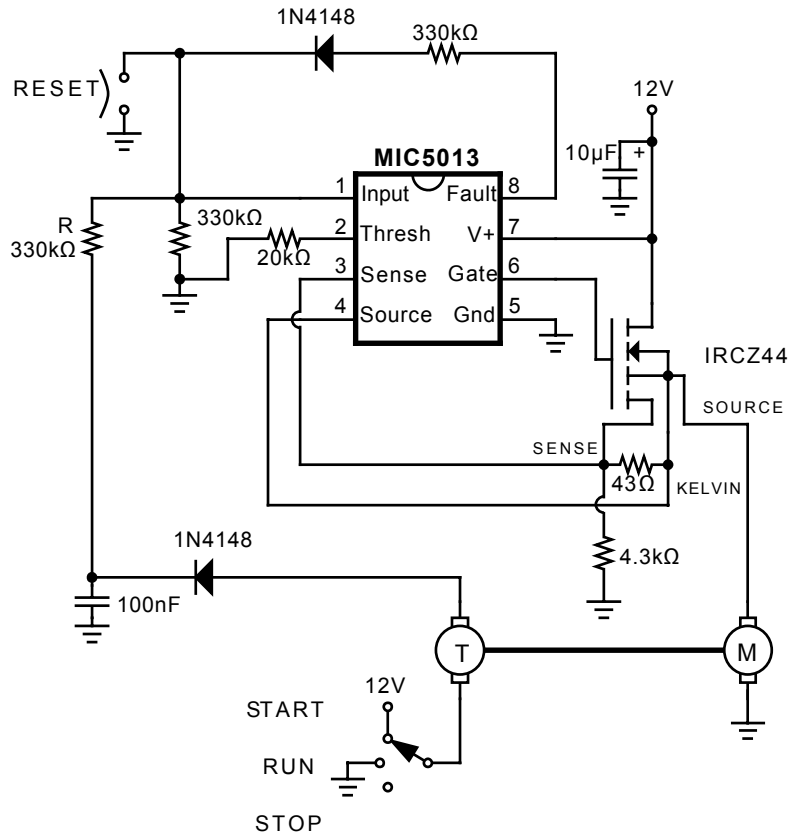 1N4148
330kΩ
RESET
12V
10µF +
MIC5013
1 Input Fault 8
2 Thresh V+ 7
3 Sense Gate 6
4 Source Gnd 5
R
330kΩ
330kΩ
20kΩ
IRCZ44
SOURCE
SENSE
43Ω
KELVIN
1N4148
4.3kΩ
100nF
T
M
12V
START
RUN
STOP